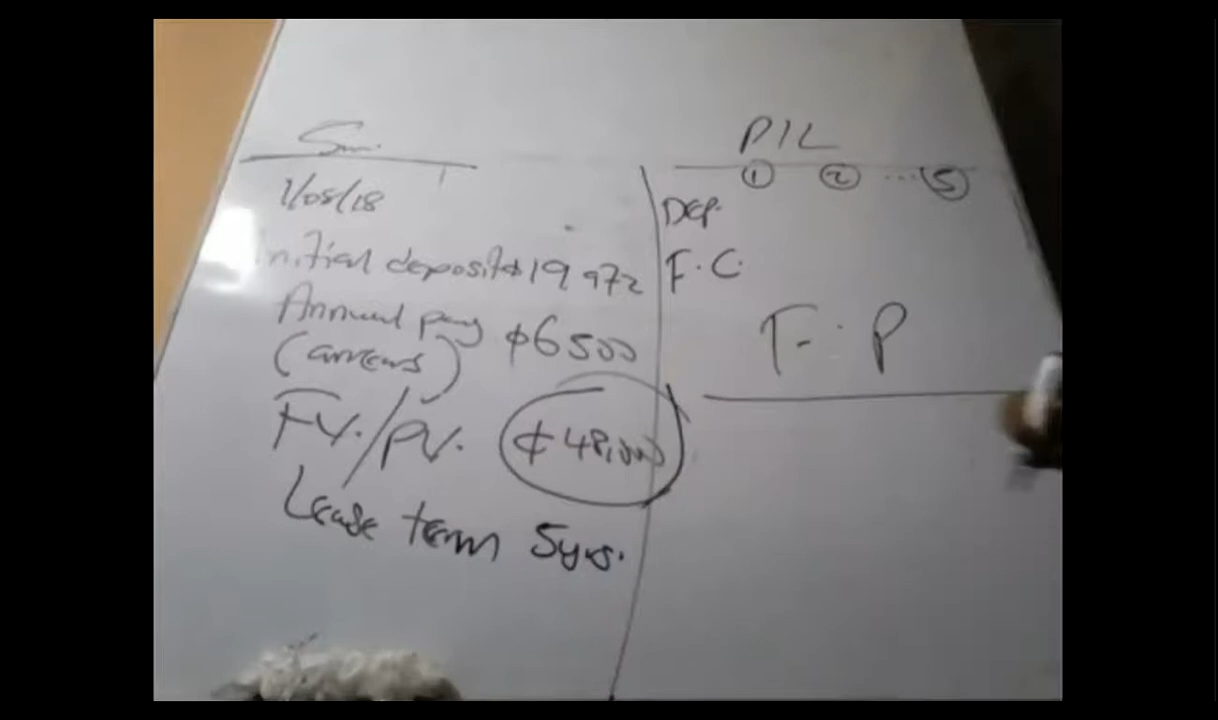 1/05/18
Initial deposit ¢19,972
Annual pay ¢6500
(arrears)
FV./PV. ¢48,000
Lease term 5yrs.
P/L
① ② ... ⑤
DEP.
F.C.
F.P